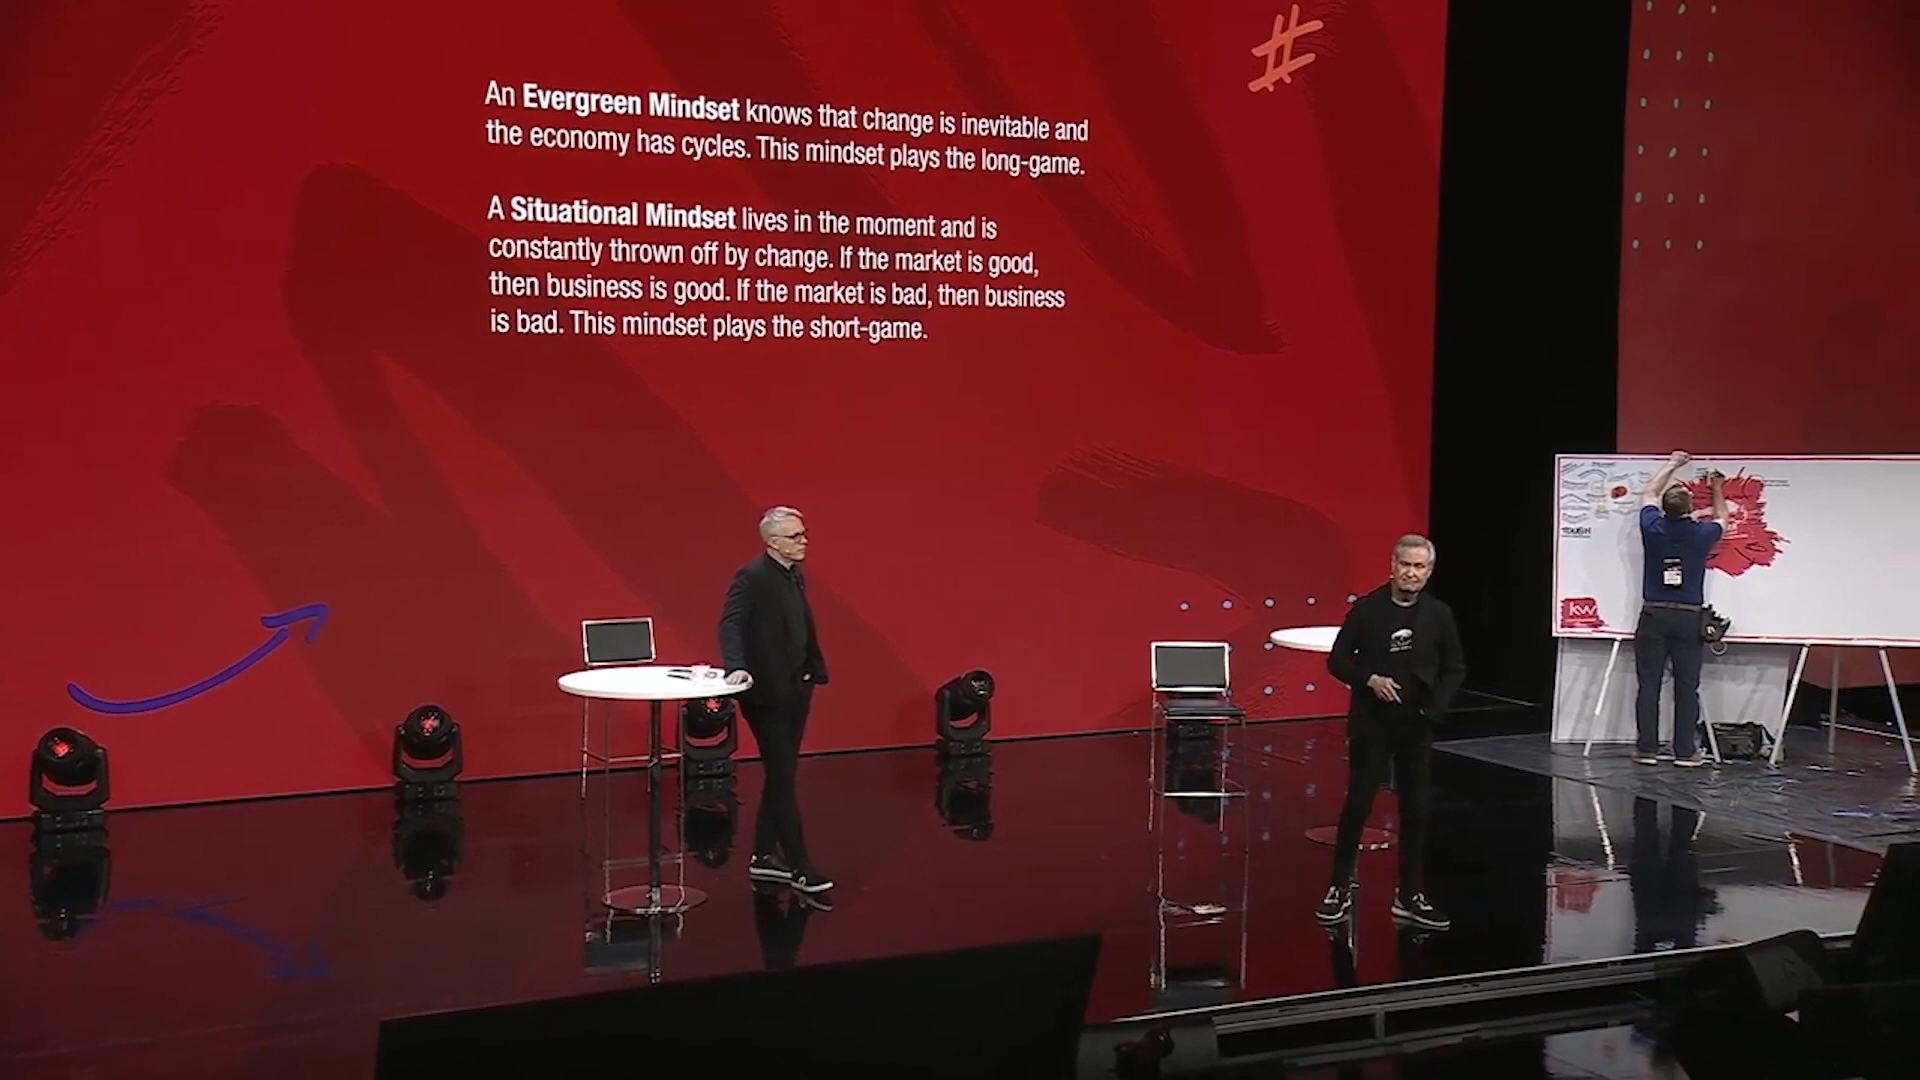 An Evergreen Mindset knows that change is inevitable and
the economy has cycles. This mindset plays the long-game.
A Situational Mindset lives in the moment and is
constantly thrown off by change. If the market is good,
then business is good. If the market is bad, then business
is bad. This mindset plays the short-game.
#
TOUGH
kw